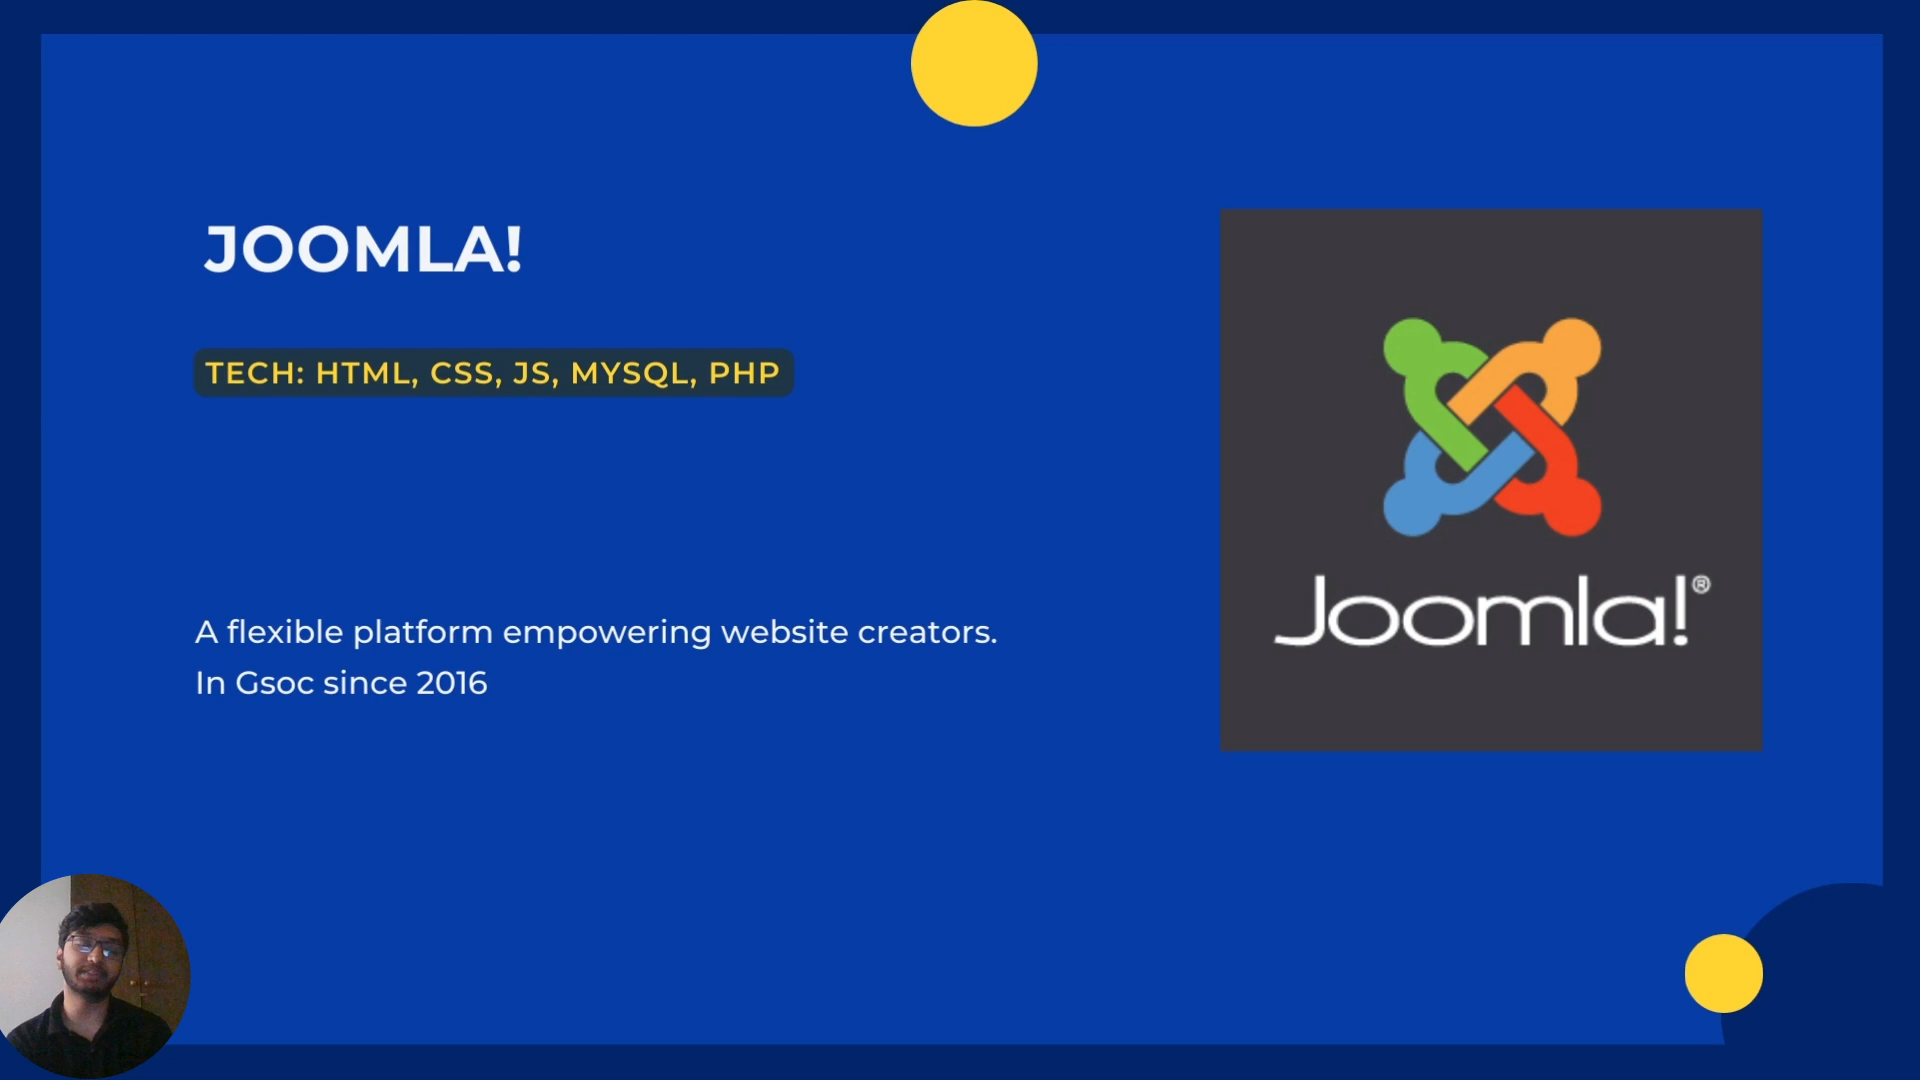 JOOMLA!
TECH: HTML, CSS, JS, MYSQL, PHP
A flexible platform empowering website creators.
In Gsoc since 2016
Joomla!®